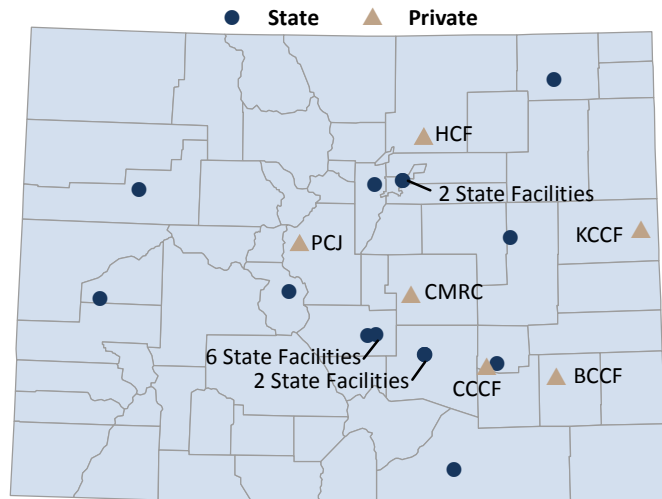 State Private
HCF
2 State Facilities
KCCF
PCJ
CMRC
6 State Facilities
2 State Facilities
CCCF
BCCF